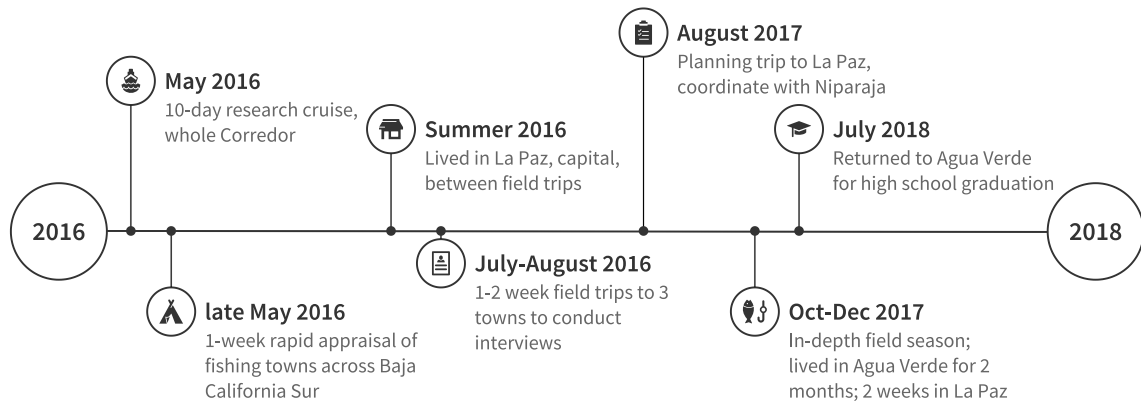 2016
May 2016
10-day research cruise,
whole Corredor
late May 2016
1-week rapid appraisal of
fishing towns across Baja
California Sur
Summer 2016
Lived in La Paz, capital,
between field trips
July-August 2016
1-2 week field trips to 3
towns to conduct
interviews
August 2017
Planning trip to La Paz,
coordinate with Niparaja
Oct-Dec 2017
In-depth field season;
lived in Agua Verde for 2
months; 2 weeks in La Paz
July 2018
Returned to Agua Verde
for high school graduation
2018